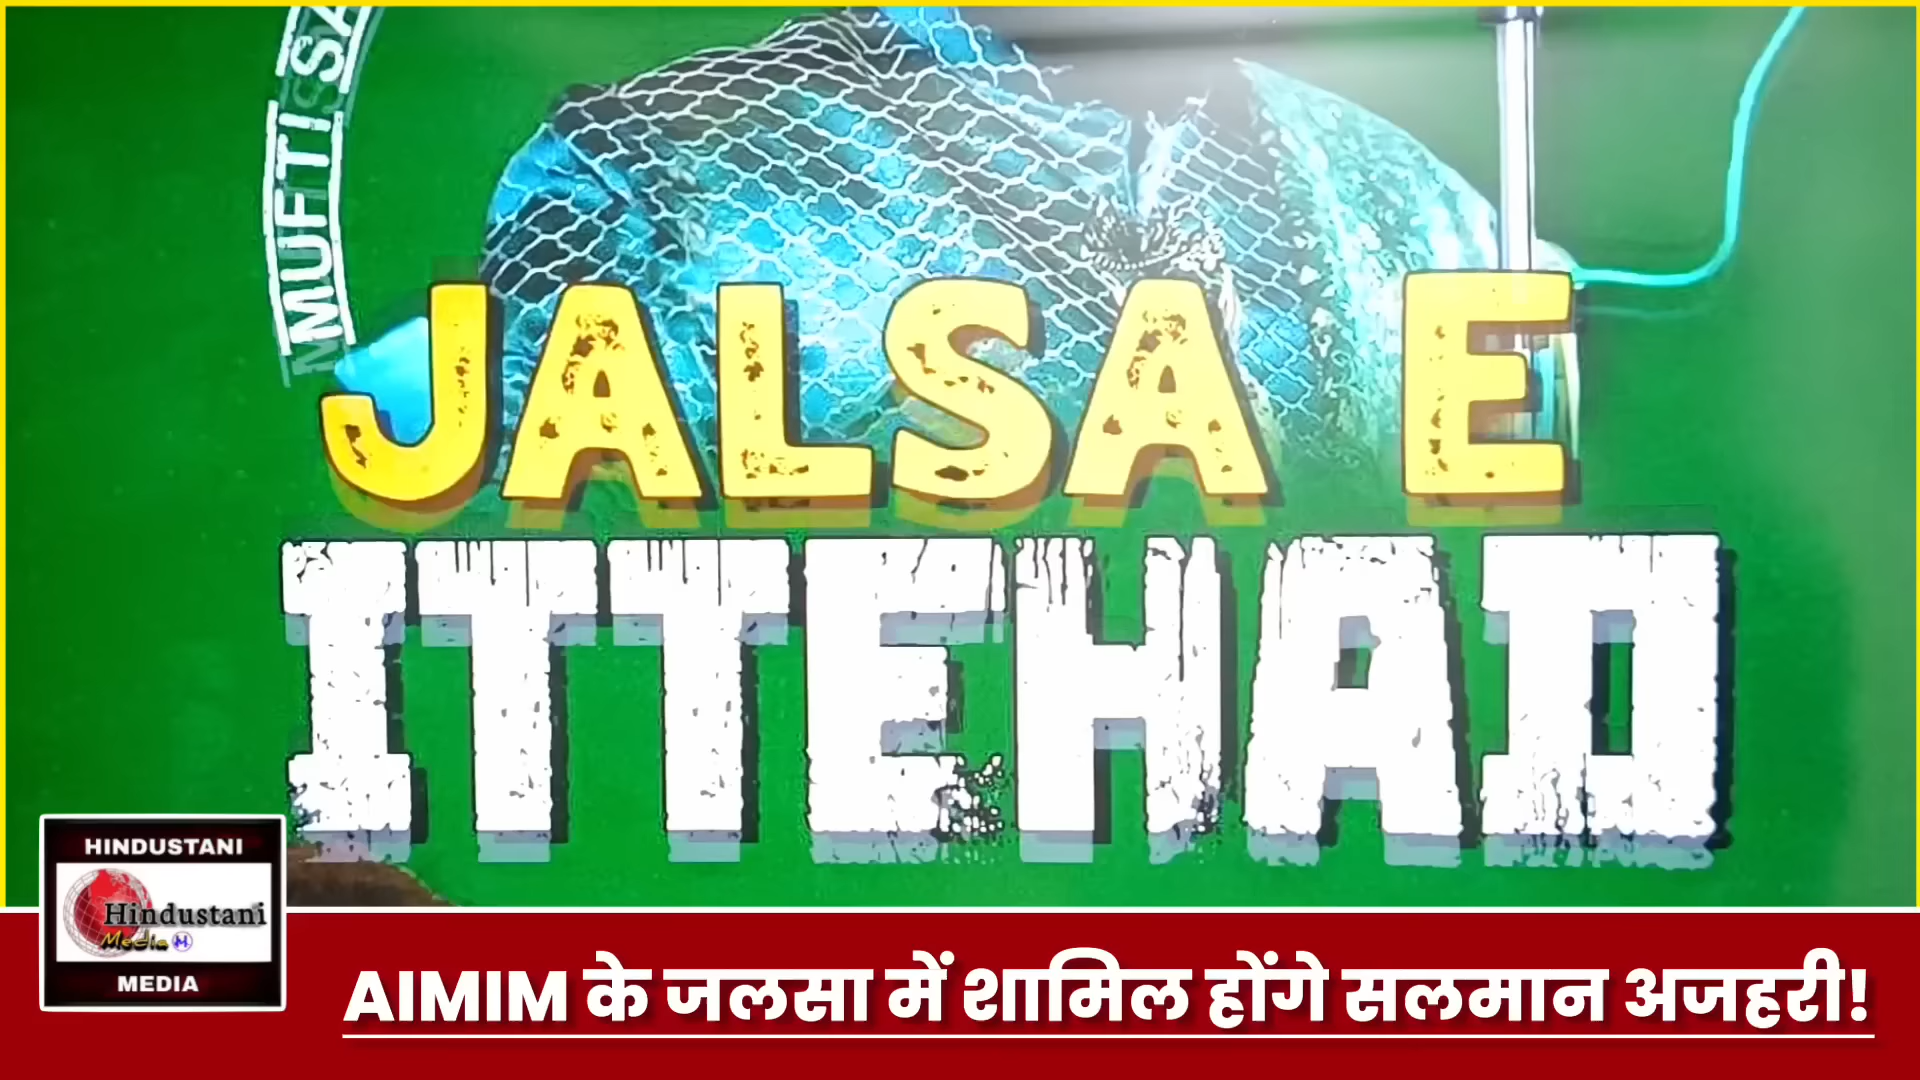 MUFTI SA
JALSA E
ITTEHAD
HINDUSTANI
Hindustani
Media M
MEDIA
AIMIM के जलसा में शामिल होंगे सलमान अजहरी!